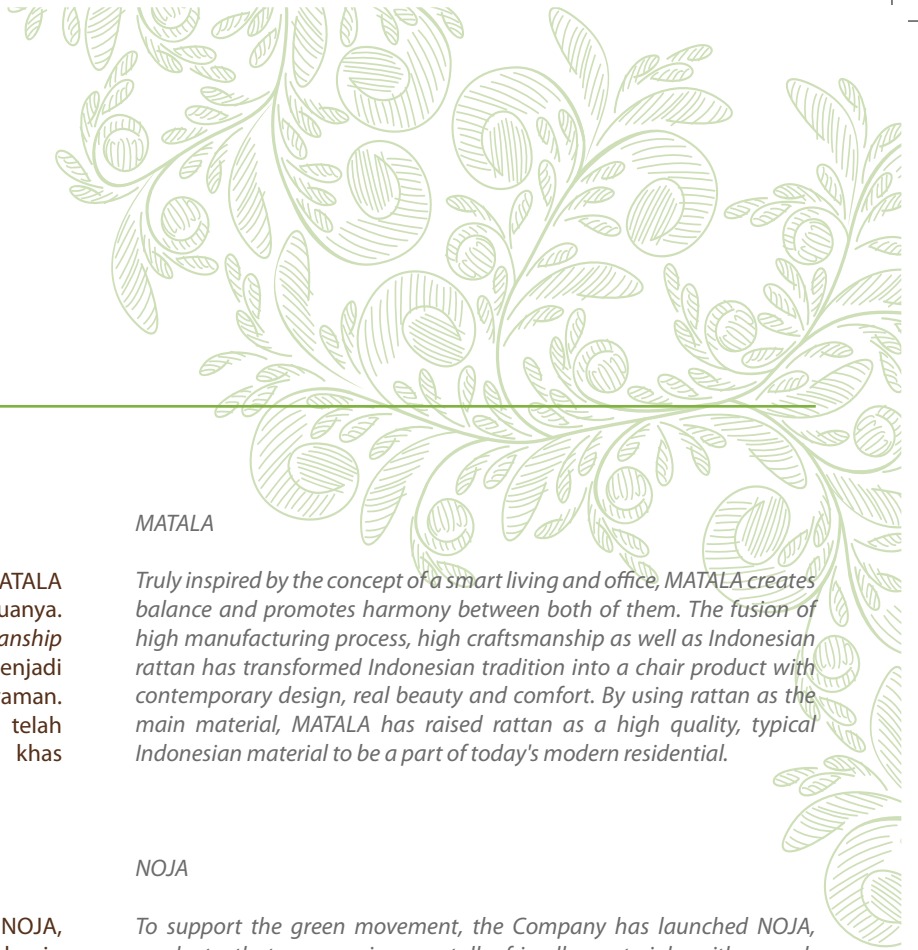 MATALA
ATALA
uanya.
anship
enjadi
aman.
telah
khas
Truly inspired by the concept of a smart living and office, MATALA creates
balance and promotes harmony between both of them. The fusion of
high manufacturing process, high craftsmanship as well as Indonesian
rattan has transformed Indonesian tradition into a chair product with
contemporary design, real beauty and comfort. By using rattan as the
main material, MATALA has raised rattan as a high quality, typical
Indonesian material to be a part of today's modern residential.
NOJA
NOJA,
To support the green movement, the Company has launched NOJA,